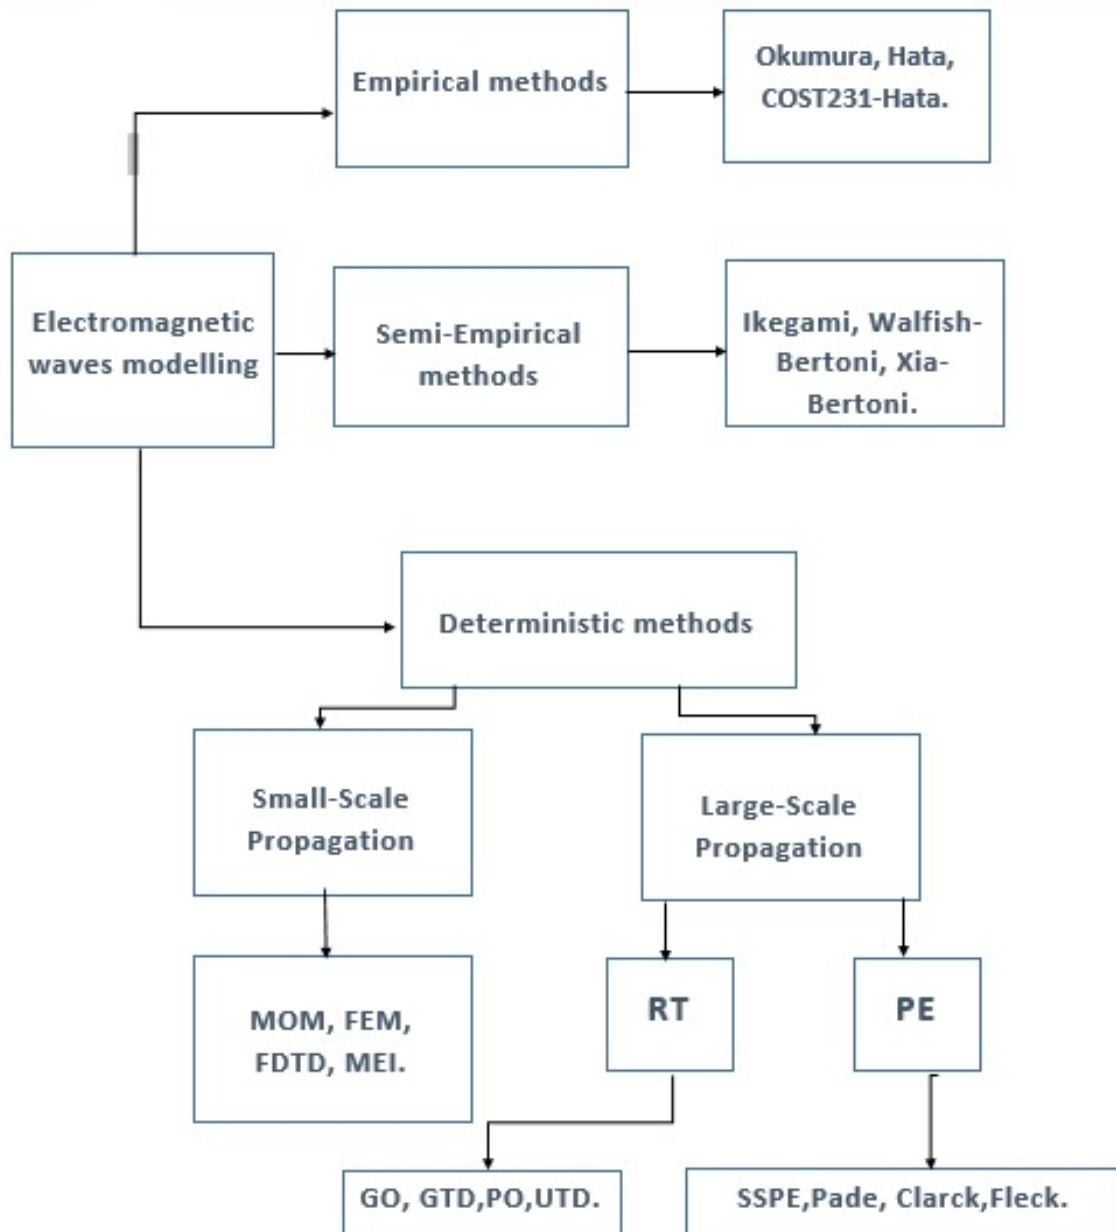 Empirical methods
Okumura, Hata,
COST231-Hata.
Electromagnetic
waves modelling
Semi-Empirical
methods
Ikegami, Walfish-
Bertoni, Xia-
Bertoni.
Deterministic methods
Small-Scale
Propagation
Large-Scale
Propagation
MOM, FEM,
FDTD, MEI.
RT
PE
GO, GTD,PO,UTD.
SSPE,Pade, Clarck,Fleck.